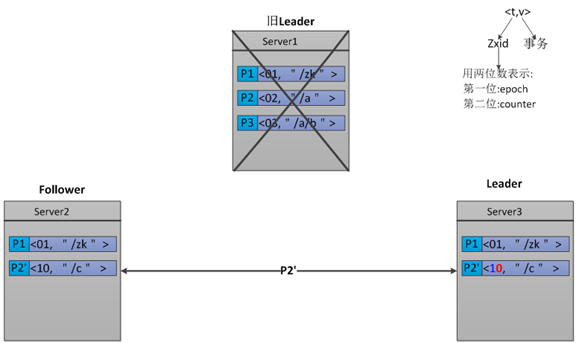 <t,v>
旧Leader
Server1
Zxid 事务
P1 <01, "/zk" >
用两位数表示:
第一位:epoch
第二位:counter
P2 <02, "/a" >
P3 <03, "/a/b" >
Follower
Leader
Server2
Server3
P1 <01, "/zk" >
P1 <01, "/zk" >
P2' <10, "/c" >
P2'
P2' <10, "/c" >